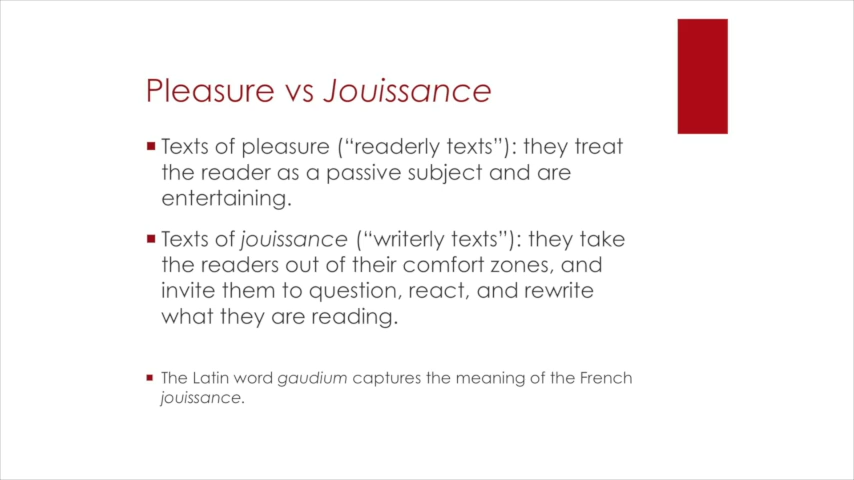 Pleasure vs Jouissance
Texts of pleasure (“readerly texts”): they treat
the reader as a passive subject and are
entertaining.
Texts of jouissance (“writerly texts”): they take
the readers out of their comfort zones, and
invite them to question, react, and rewrite
what they are reading.
The Latin word gaudium captures the meaning of the French
jouissance.